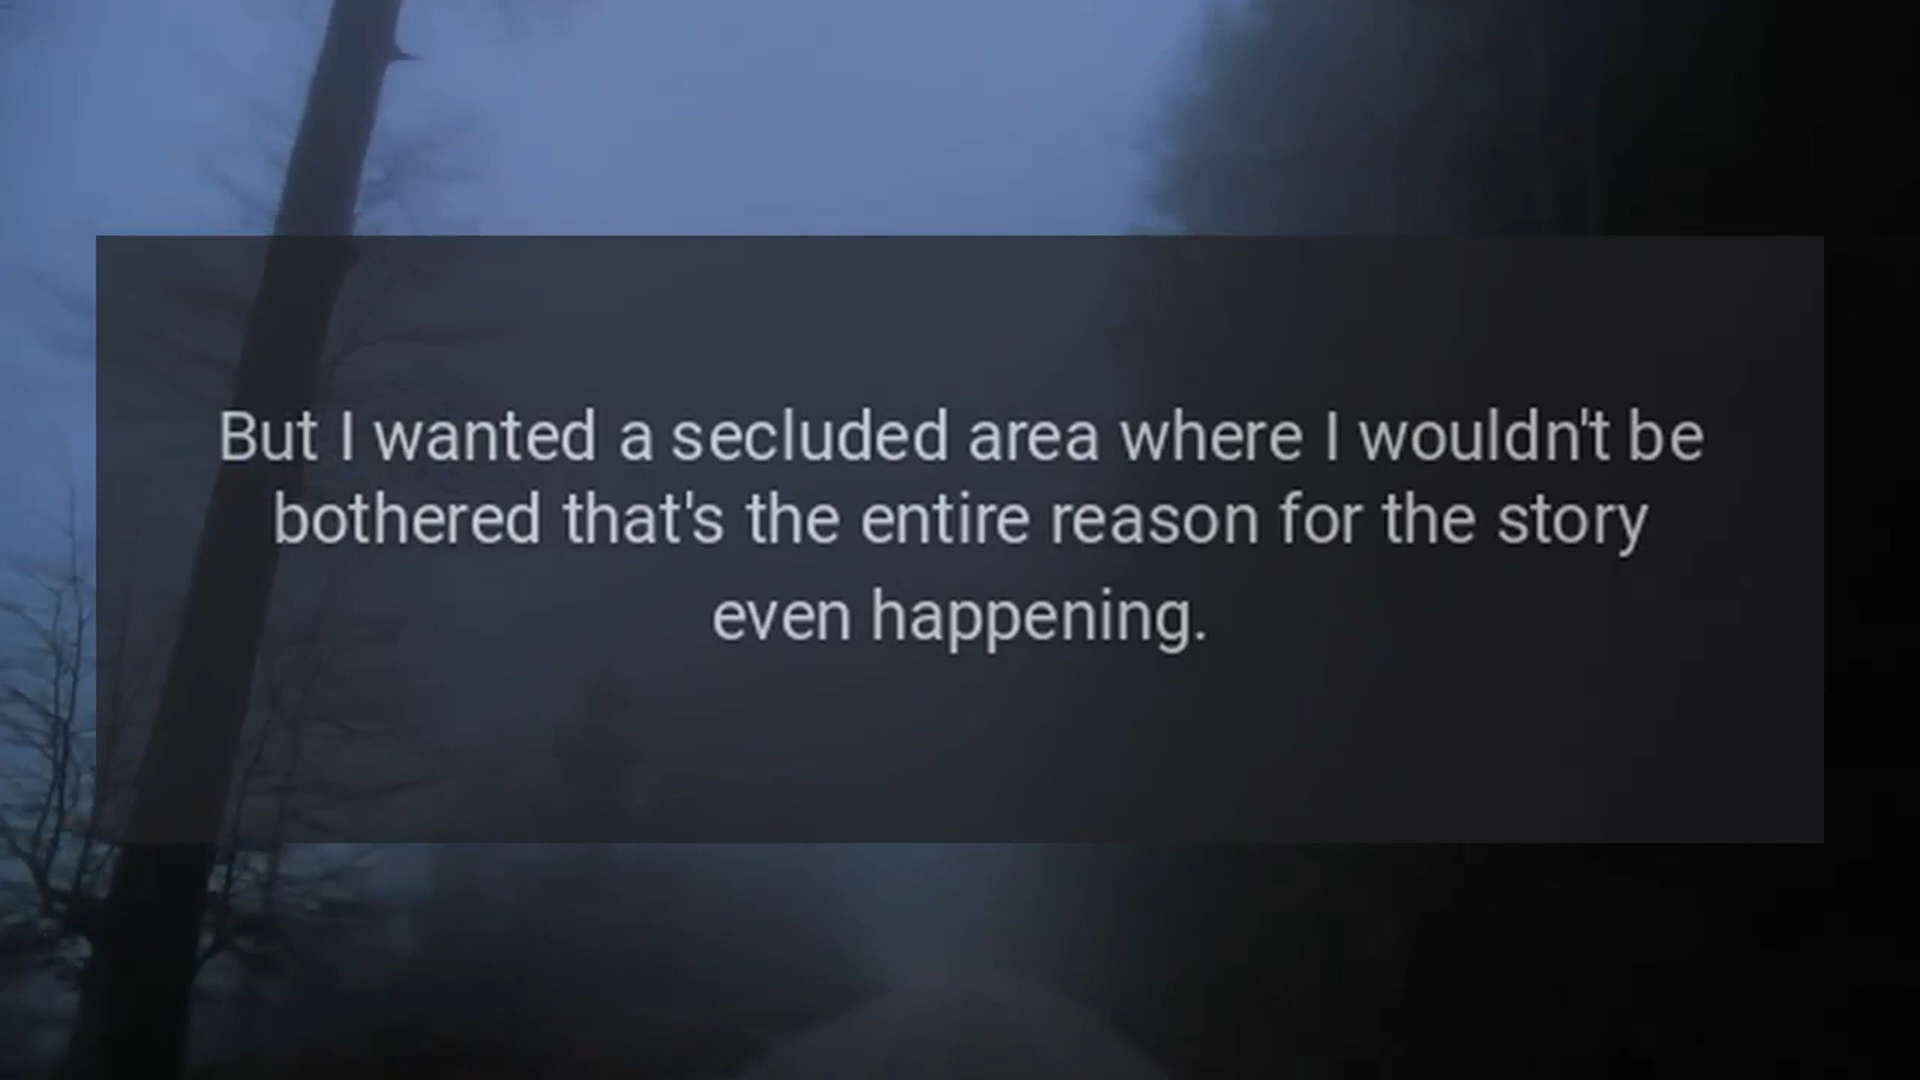 But I wanted a secluded area where I wouldn't be
bothered that's the entire reason for the story
even happening.